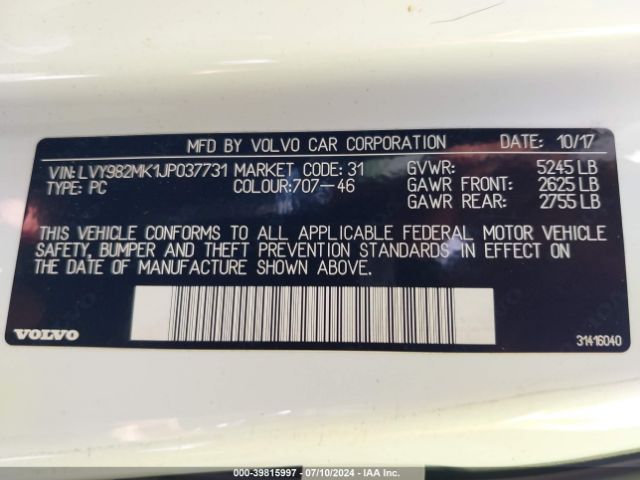 MFD BY VOLVO CAR CORPORATION DATE: 10/17
VIN: LVY982MK1JP037731 MARKET CODE: 31 GVWR: 5245 LB
TYPE: PC COLOUR: 707-46 GAWR FRONT: 2625 LB
GAWR REAR: 2755 LB
THIS VEHICLE CONFORMS TO ALL APPLICABLE FEDERAL MOTOR VEHICLE
SAFETY, BUMPER AND THEFT PREVENTION STANDARDS IN EFFECT ON
THE DATE OF MANUFACTURE SHOWN ABOVE.
VOLVO 31416040
000-39815997 - 07/10/2024 - IAA Inc.